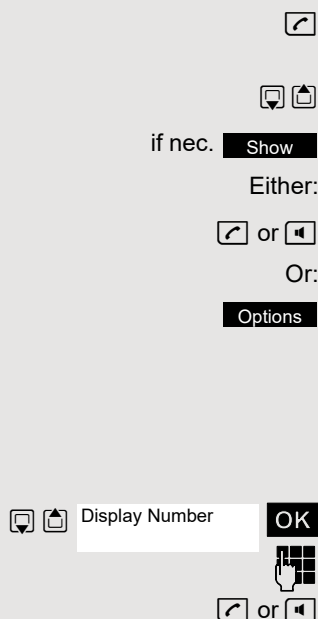 if nec. Show
Either:
or
Or:
Options
Display Number OK
or